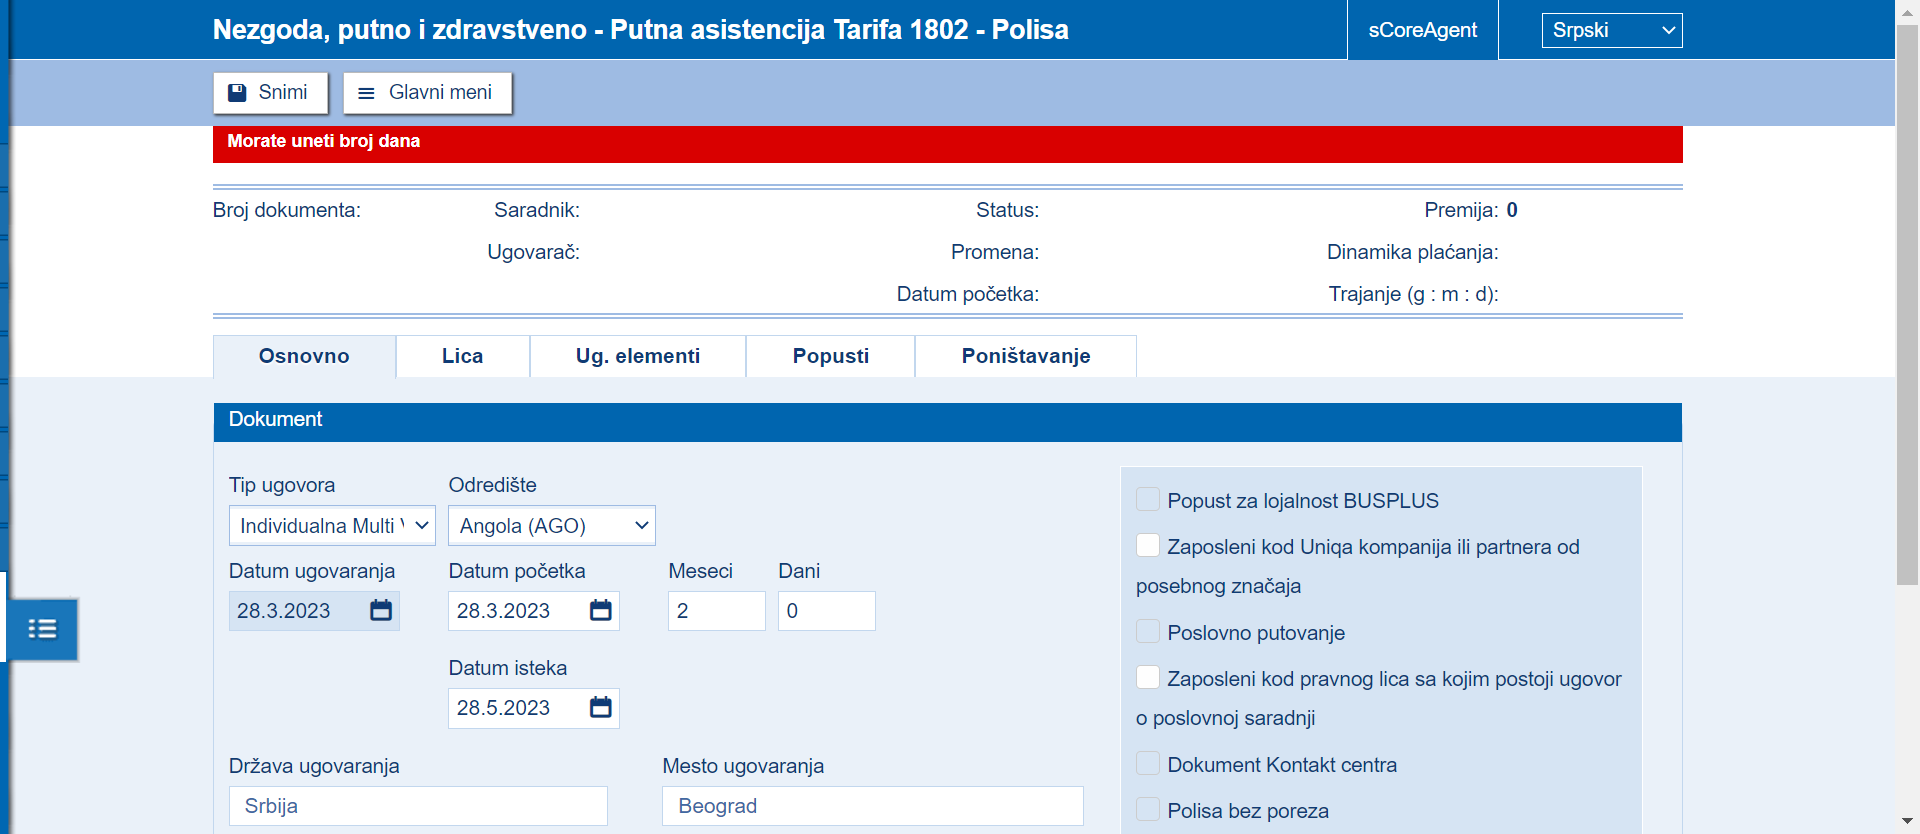 Nezgoda, putno i zdravstveno - Putna asistencija Tarifa 1802 - Polisa
sCoreAgent
Srpski
Snimi
Glavni meni
Morate uneti broj dana
Broj dokumenta:
Saradnik:
Status:
Premija: 0
Ugovarač:
Promena:
Dinamika plaćanja:
Datum početka:
Trajanje (g : m : d):
Osnovno
Lica
Ug. elementi
Popusti
Poništavanje
Dokument
Tip ugovora
Odredište
Individualna Multi
Angola (AGO)
Datum ugovaranja
Datum početka
Meseci
Dani
28.3.2023
28.3.2023
2
0
Datum isteka
28.5.2023
Država ugovaranja
Mesto ugovaranja
Srbija
Beograd
Popust za lojalnost BUSPLUS
Zaposleni kod Uniqa kompanija ili partnera od
posebnog značaja
Poslovno putovanje
Zaposleni kod pravnog lica sa kojim postoji ugovor
o poslovnoj saradnji
Dokument Kontakt centra
Polisa bez poreza